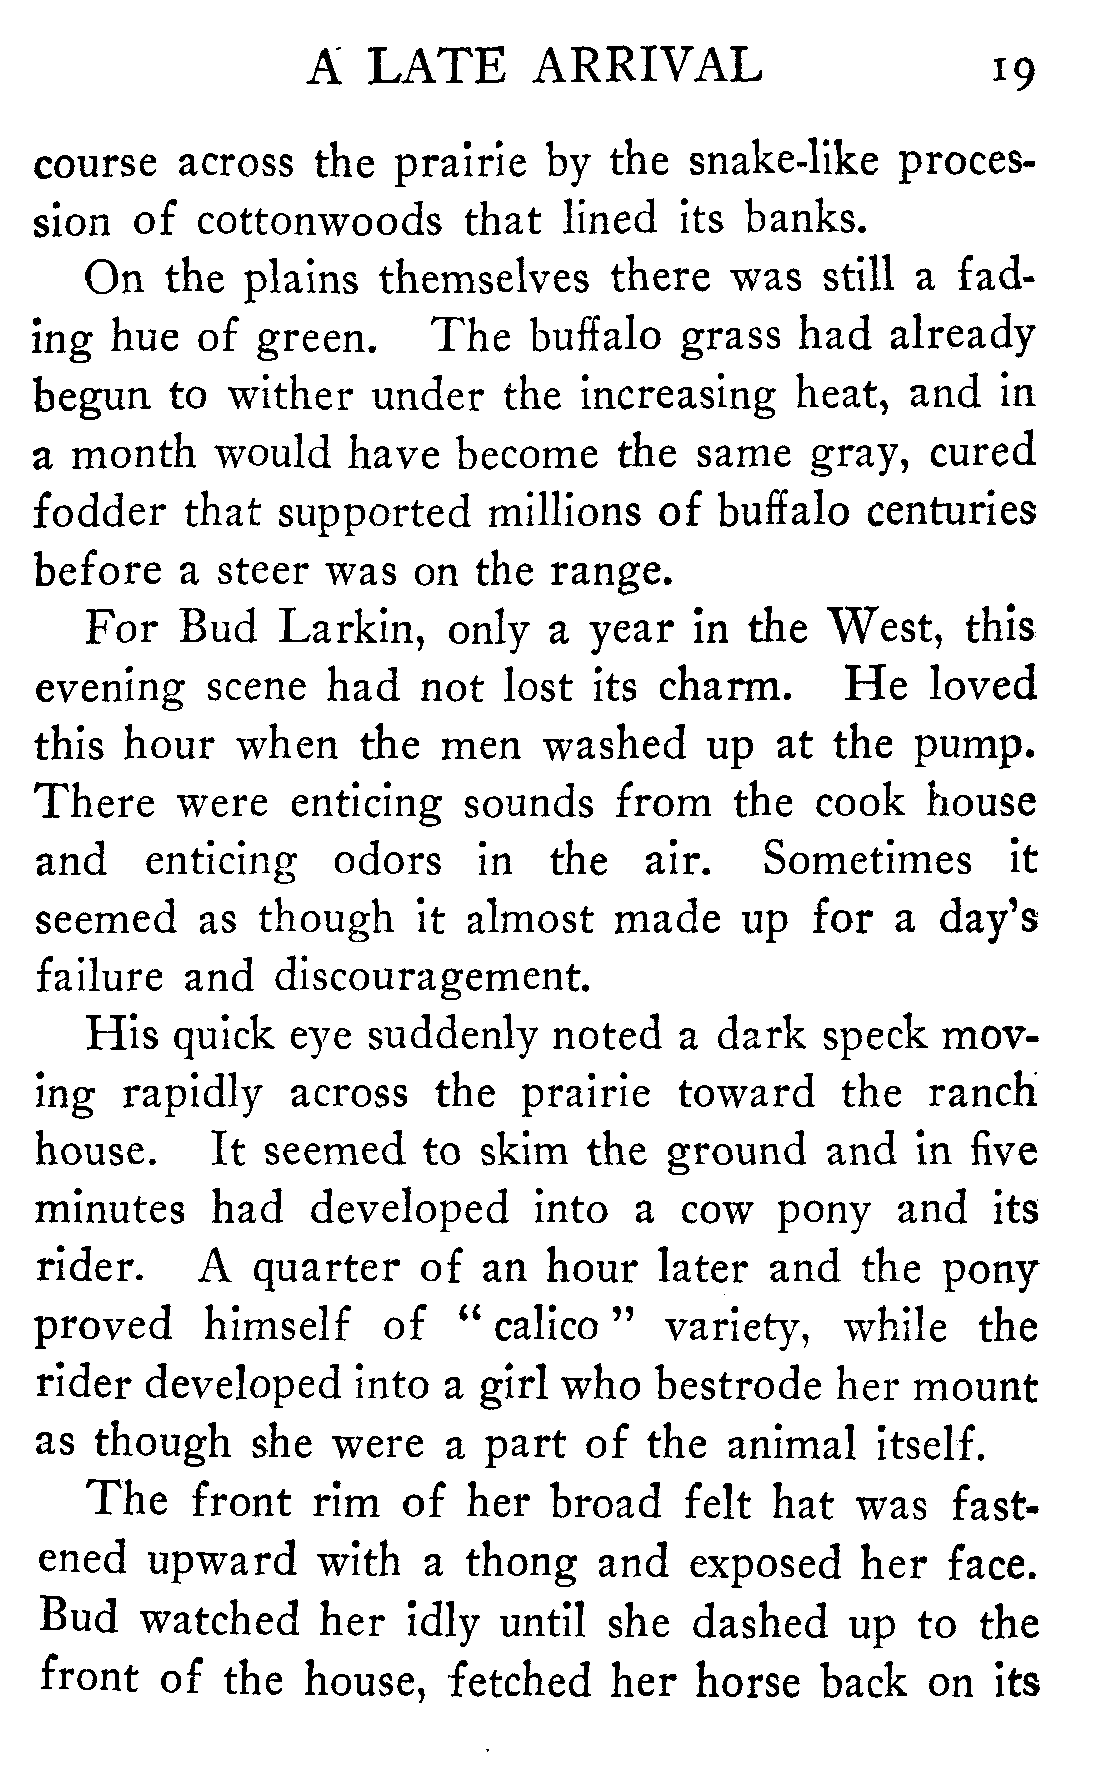 A LATE ARRIVAL 19
course across the prairie by the snake-like proces-
sion of cottonwoods that lined its banks.
On the plains themselves there was still a fad-
ing hue of green. The buffalo grass had already
begun to wither under the increasing heat, and in
a month would have become the same gray, cured
fodder that supported millions of buffalo centuries
before a steer was on the range.
For Bud Larkin, only a year in the West, this
evening scene had not lost its charm. He loved
this hour when the men washed up at the pump.
There were enticing sounds from the cook house
and enticing odors in the air. Sometimes it
seemed as though it almost made up for a day's
failure and discouragement.
His quick eye suddenly noted a dark speck mov-
ing rapidly across the prairie toward the ranch
house. It seemed to skim the ground and in five
minutes had developed into a cow pony and its
rider. A quarter of an hour later and the pony
proved himself of “ calico ” variety, while the
rider developed into a girl who bestrode her mount
as though she were a part of the animal itself.
The front rim of her broad felt hat was fast-
ened upward with a thong and exposed her face.
Bud watched her idly until she dashed up to the
front of the house, fetched her horse back on its